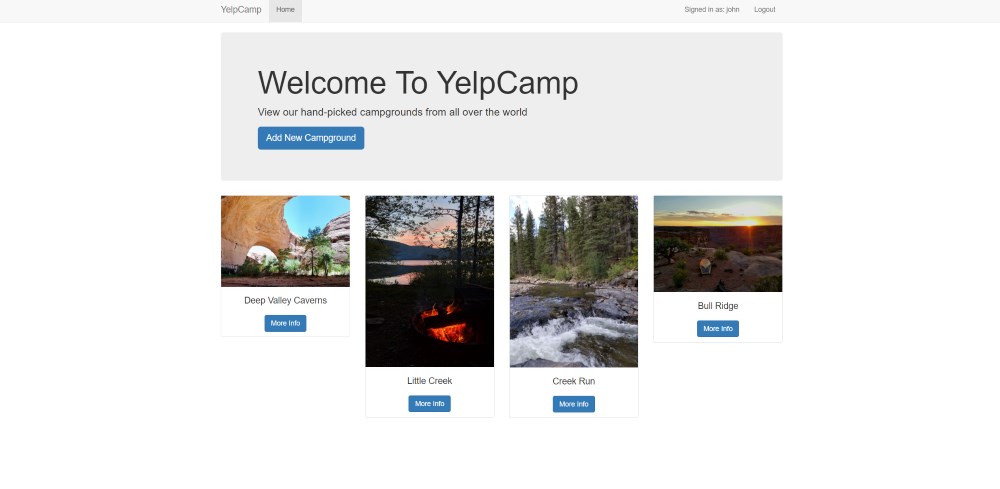 YelpCamp Home Signed in as: john Logout
Welcome To YelpCamp
View our hand-picked campgrounds from all over the world
Add New Campground
Deep Valley Caverns
More Info
Little Creek
More Info
Creek Run
More Info
Bull Ridge
More Info